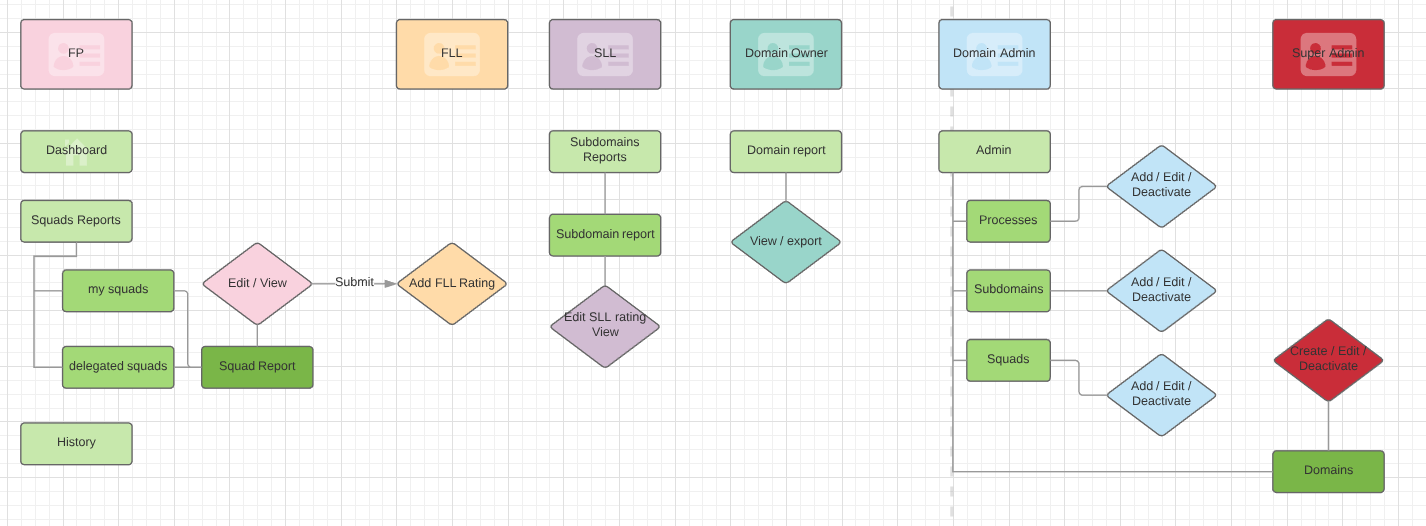 FP
FLL
SLL
Domain Owner
Domain Admin
Super Admin
Dashboard
Squads Reports
my squads
delegated squads
History
Edit / View
Squad Report
Submit
Add FLL Rating
Subdomains
Reports
Subdomain report
Edit SLL rating
View
Domain report
View / export
Admin
Processes
Add / Edit /
Deactivate
Subdomains
Add / Edit /
Deactivate
Squads
Add / Edit /
Deactivate
Create / Edit /
Deactivate
Domains